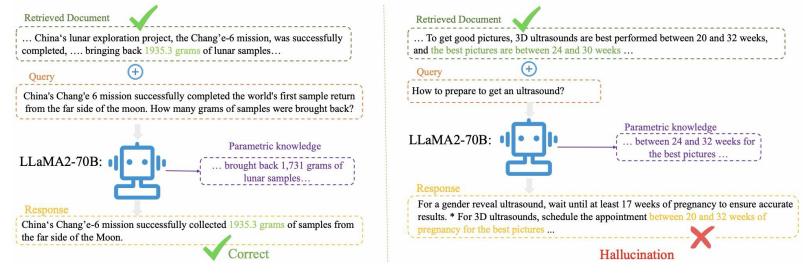 Retrieved Document
… China's lunar exploration project, the Chang'e-6 mission, was successfully
completed, …. bringing back 1935.3 grams of lunar samples…
Query
China's Chang'e 6 mission successfully completed the world's first sample return
from the far side of the moon. How many grams of samples were brought back?
LLaMA2-70B:
Parametric knowledge
… brought back 1,731 grams of
lunar samples…
Response
China's Chang'e-6 mission successfully collected 1935.3 grams of samples from
the far side of the Moon.
Correct
Retrieved Document
… To get good pictures, 3D ultrasounds are best performed between 20 and 32 weeks,
and the best pictures are between 24 and 30 weeks …
Query
How to prepare to get an ultrasound?
LLaMA2-70B:
Parametric knowledge
… between 24 and 32 weeks for
the best pictures …
Response
For a gender reveal ultrasound, wait until at least 17 weeks of pregnancy to ensure accurate
results. * For 3D ultrasounds, schedule the appointment between 20 and 32 weeks of
pregnancy for the best pictures ...
Hallucination